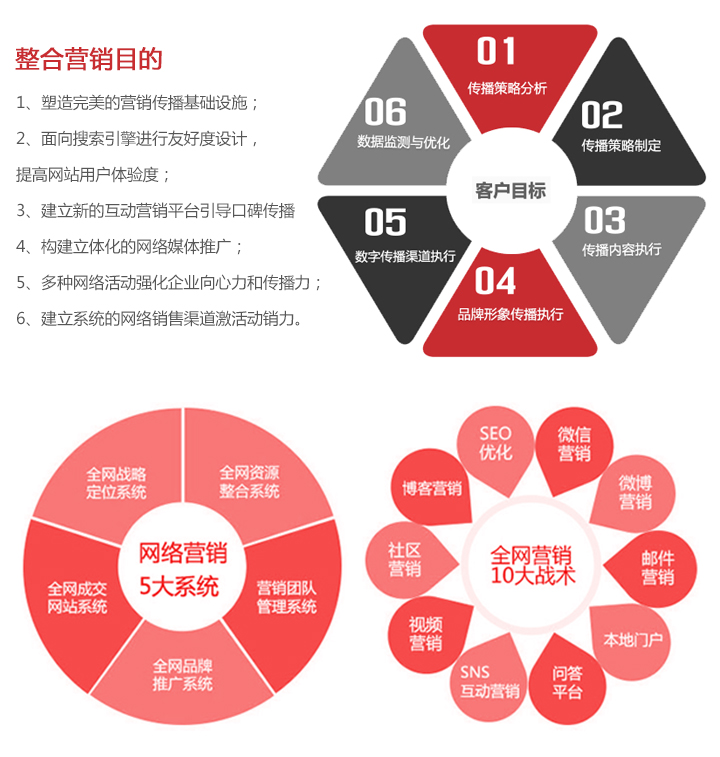 整合营销目的
1、塑造完美的营销传播基础设施；
2、面向搜索引擎进行友好度设计，
提高网站用户体验度；
3、建立新的互动营销平台引导口碑传播
4、构建立体化的网络媒体推广；
5、多种网络活动强化企业向心力和传播力；
6、建立系统的网络销售渠道激活动销力。
01
传播策略分析
02
传播策略制定
03
传播内容执行
04
品牌形象传播执行
05
数字传播渠道执行
06
数据监测与优化
客户目标
全网战略
定位系统
全网资源
整合系统
营销团队
管理系统
全网品牌
推广系统
全网成交
网站系统
网络营销
5大系统
SEO
优化
微信
营销
微博
营销
邮件
营销
本地门户
问答
平台
SNS
互动营销
视频
营销
社区
营销
博客营销
全网营销
10大战术